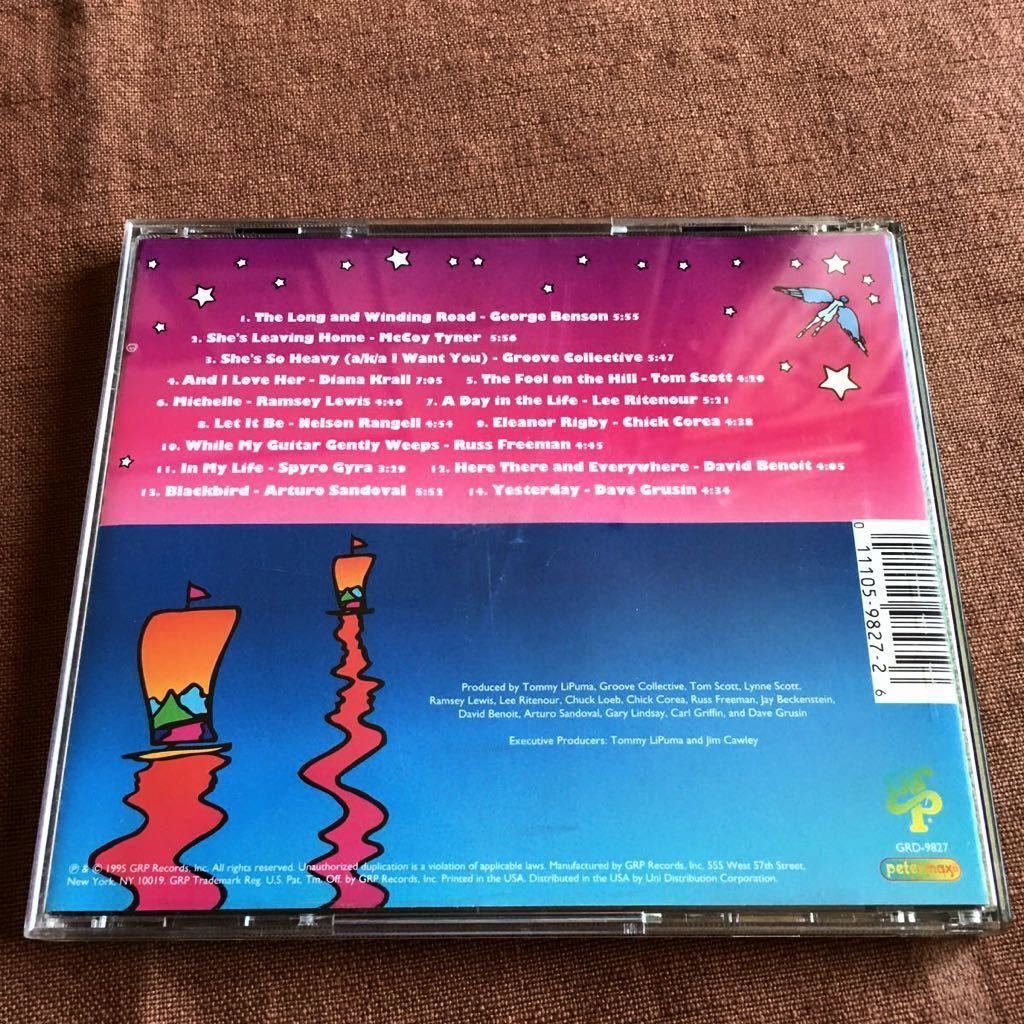 1. The Long and Winding Road - George Benson 5:55
2. She's Leaving Home - McCoy Tyner 5:56
3. She's So Heavy (a/k/a I Want You) - Groove Collective 5:47
4. And I Love Her - Diana Krall 7:05 5. The Fool on the Hill - Tom Scott 4:29
6. Michelle - Ramsey Lewis 4:46 7. A Day in the Life - Lee Ritenour 5:21
8. Let It Be - Nelson Rangell 4:54 9. Eleanor Rigby - Chick Corea 4:38
10. While My Guitar Gently Weeps - Russ Freeman 4:45
11. In My Life - Spyro Gyra 3:29 12. Here There and Everywhere - David Benoit 4:05
13. Blackbird - Arturo Sandoval 5:52 14. Yesterday - Dave Grusin 4:34
0 11105-9827-2 6
Produced by Tommy LiPuma, Groove Collective, Tom Scott, Lynne Scott,
Ramsey Lewis, Lee Ritenour, Chuck Loeb, Chick Corea, Russ Freeman, Jay Beckenstein,
David Benoit, Arturo Sandoval, Gary Lindsay, Carl Griffin, and Dave Grusin
Executive Producers: Tommy LiPuma and Jim Cawley
GRP
GRD-9827
peter max®
℗ & © 1995 GRP Records, Inc. All rights reserved. Unauthorized duplication is a violation of applicable laws. Manufactured by GRP Records, Inc. 555 West 57th Street,
New York, NY 10019. GRP Trademark Reg. U.S. Pat. Tm. Off. by GRP Records, Inc. Printed in the USA. Distributed in the USA by Uni Distribution Corporation.